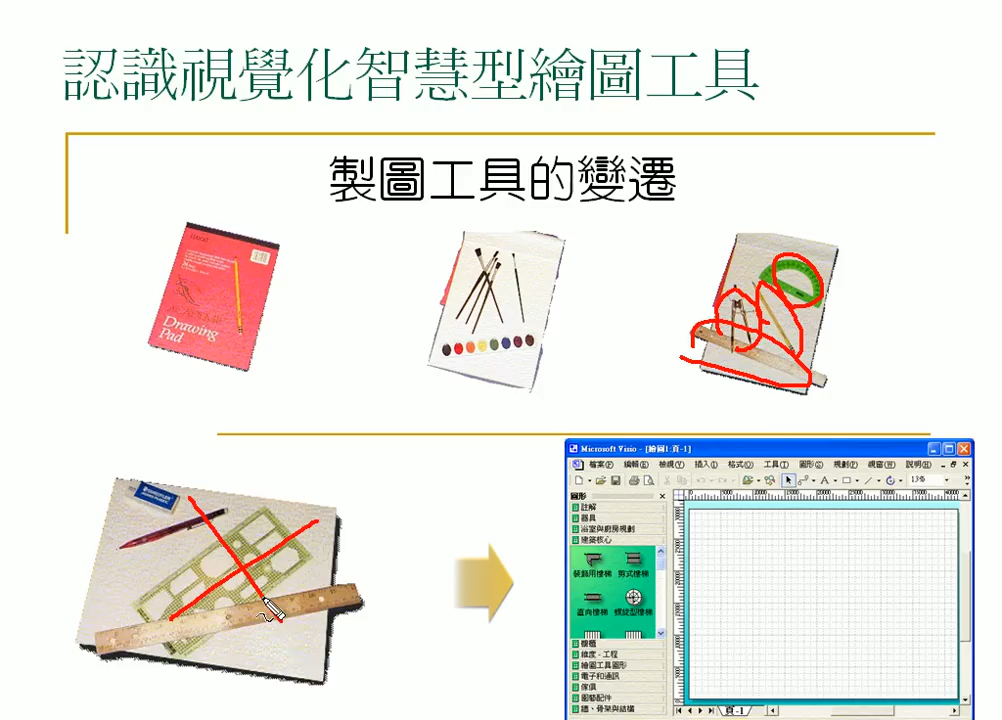 認識視覺化智慧型繪圖工具
製圖工具的變遷
Drawing
Pad
Microsoft Visio - [繪圖1:頁-1]
檔案(F) 編輯(E) 檢視(V) 插入(I) 格式(O) 工具(T) 圖形(S) 規劃(P) 視窗(W) 說明(H)
13%
圖形
註解
器具
浴室與廚房規劃
建築核心
裝飾用樓梯 剪式樓梯
直向樓梯 螺旋型樓梯
櫥櫃
維度 - 工程
繪圖工具圖形
電子和通訊
傢俱
園藝配件
牆、骨架與結構
頁-1